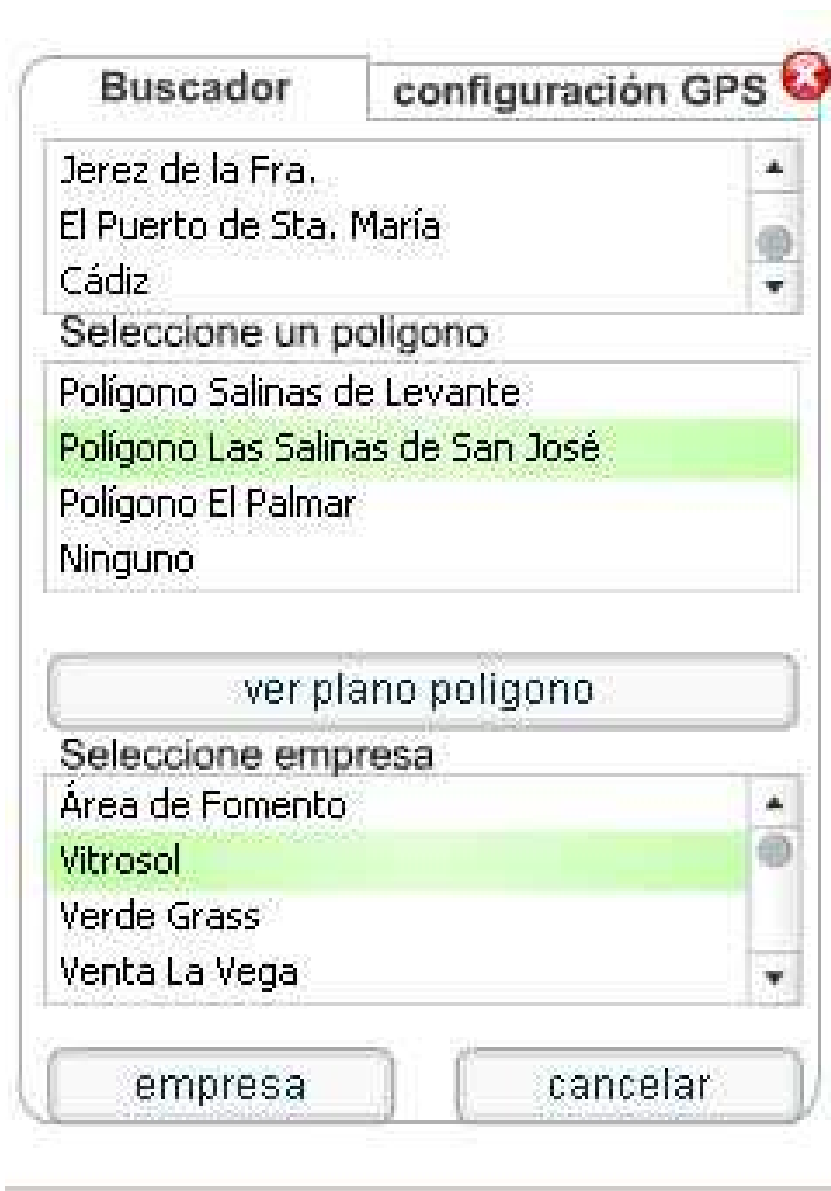 Buscador
configuración GPS
Jerez de la Fra.
El Puerto de Sta. María
Cádiz
Seleccione un poligono
Polígono Salinas de Levante
Polígono Las Salinas de San José
Polígono El Palmar
Ninguno
ver plano poligono
Seleccione empresa
Área de Fomento
Vitrosol
Verde Grass
Venta La Vega
empresa
cancelar